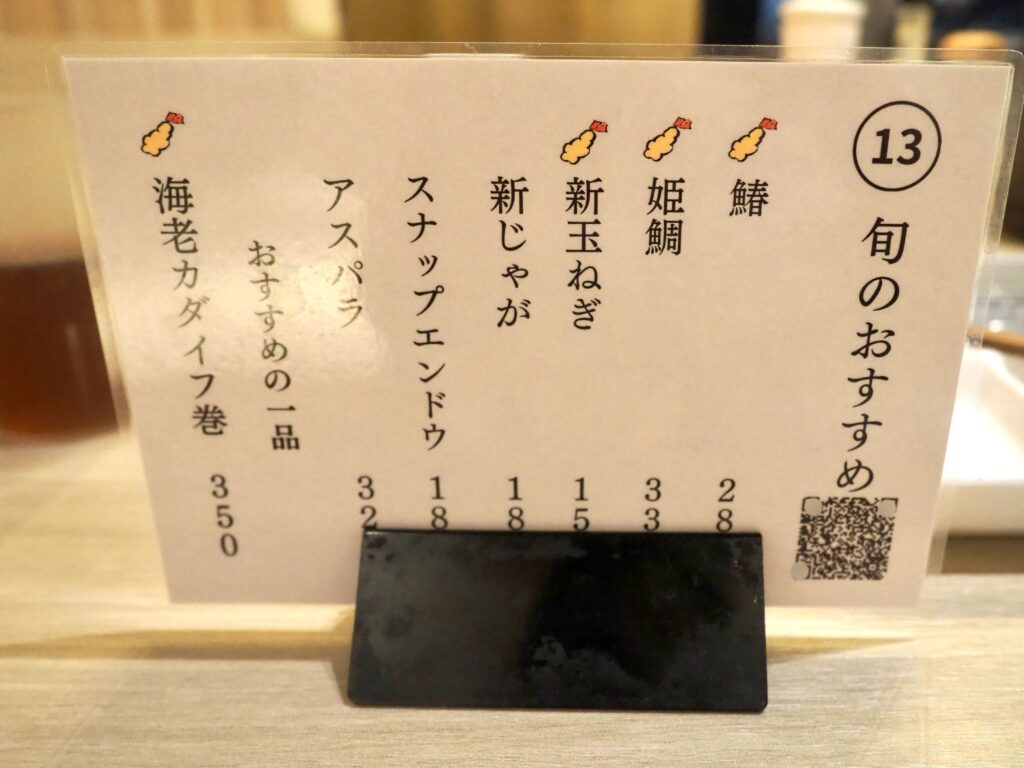 13 旬のおすすめ
鰆 28
姫鯛 33
新玉ねぎ 15
新じゃが 18
スナップエンドウ 18
アスパラ 32
おすすめの一品
海老カダイフ巻 350